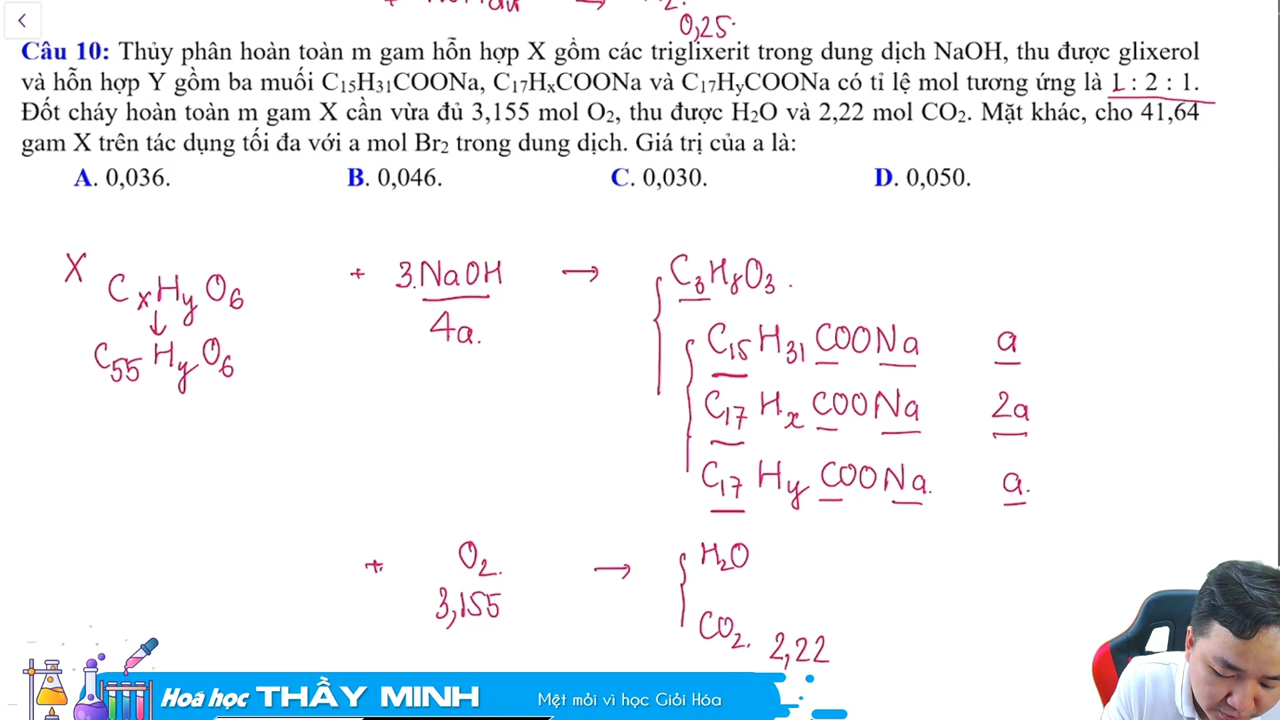 + NaOH dư → H₂
0,25
Câu 10: Thủy phân hoàn toàn m gam hỗn hợp X gồm các triglixerit trong dung dịch NaOH, thu được glixerol
và hỗn hợp Y gồm ba muối C₁₅H₃₁COONa, C₁₇HₓCOONa và C₁₇HyCOONa có tỉ lệ mol tương ứng là 1 : 2 : 1.
Đốt cháy hoàn toàn m gam X cần vừa đủ 3,155 mol O₂, thu được H₂O và 2,22 mol CO₂. Mặt khác, cho 41,64
gam X trên tác dụng tối đa với a mol Br₂ trong dung dịch. Giá trị của a là:
A. 0,036. B. 0,046. C. 0,030. D. 0,050.
X CₓHyO₆ + 3.NaOH → C₃H₈O₃.
4a.
↓
C₅₅HyO₆
C₁₅H₃₁COONa a
C₁₇HₓCOONa 2a
C₁₇HyCOONa. a.
+ O₂. → H₂O
3,155
CO₂. 2,22
Hoá học THẦY MINH Mệt mỏi vì học Giỏi Hóa